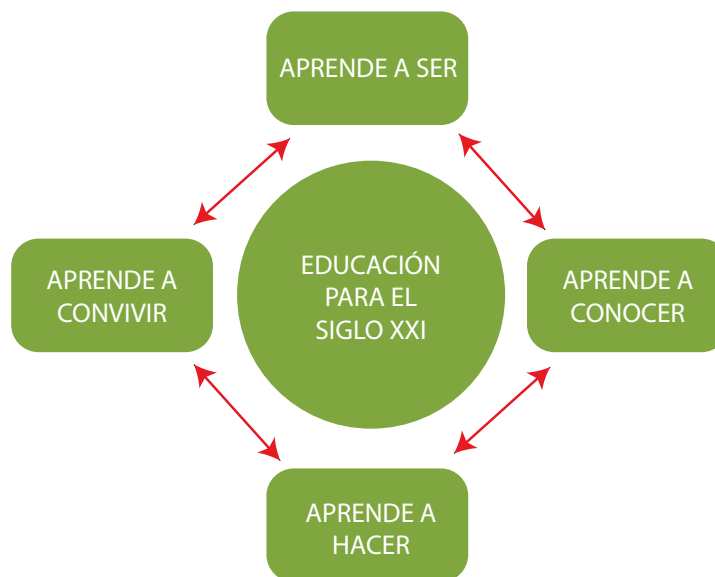 APRENDE A SER
APRENDE A
CONVIVIR
EDUCACIÓN
PARA EL
SIGLO XXI
APRENDE A
CONOCER
APRENDE A
HACER